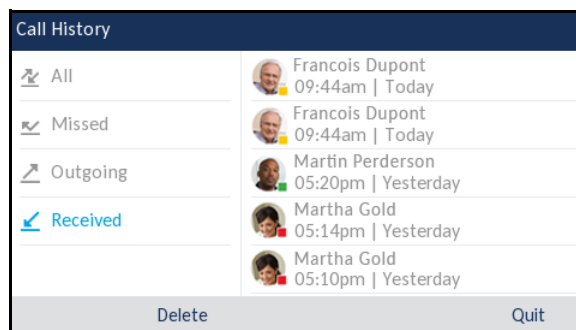 Call History
All
Missed
Outgoing
Received
Francois Dupont
09:44am | Today
Francois Dupont
09:44am | Today
Martin Perderson
05:20pm | Yesterday
Martha Gold
05:14pm | Yesterday
Martha Gold
05:10pm | Yesterday
Delete
Quit